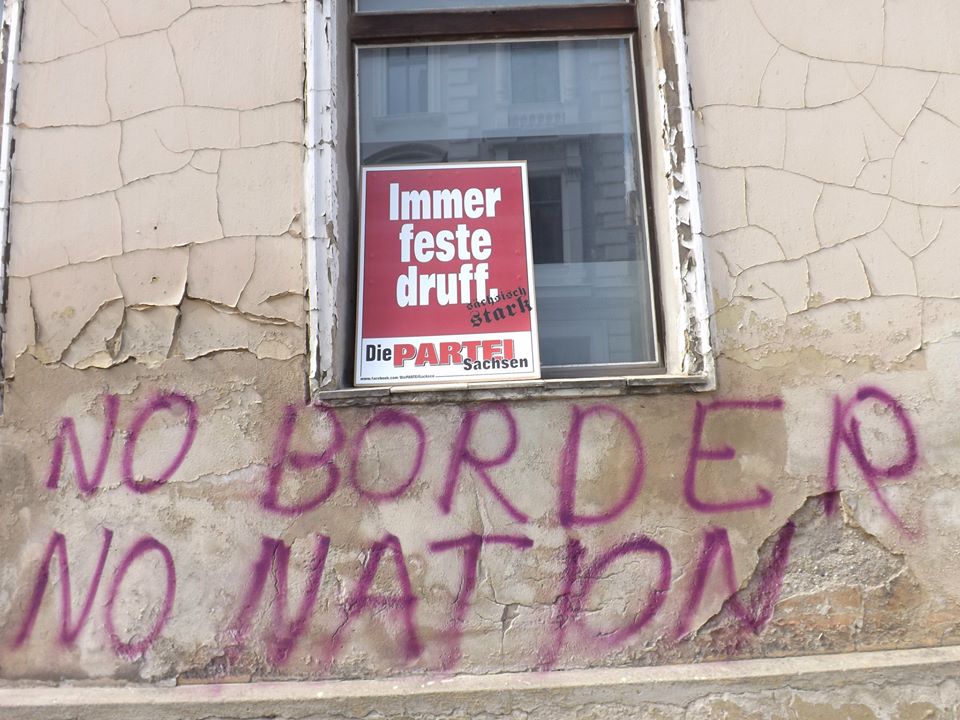 Immer
feste
druff.
sächsisch
stark
Die PARTEI
Sachsen
NO BORDER
NO NATION